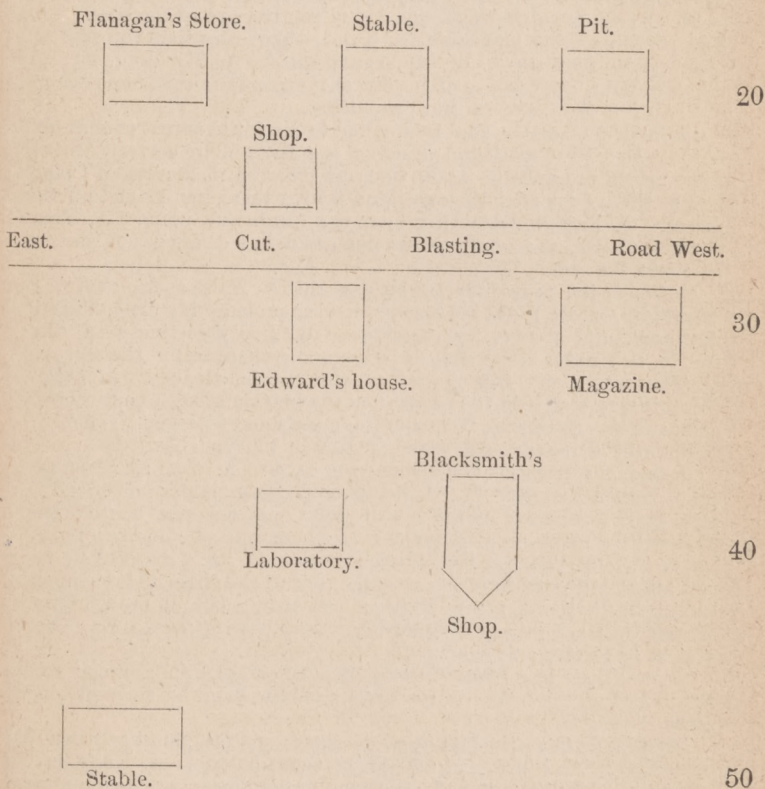 Flanagan's Store. Stable. Pit.
20
Shop.
East. Cut. Blasting. Road West.
30
Edward's house. Magazine.
Blacksmith's
40
Laboratory.
Shop.
Stable. 50